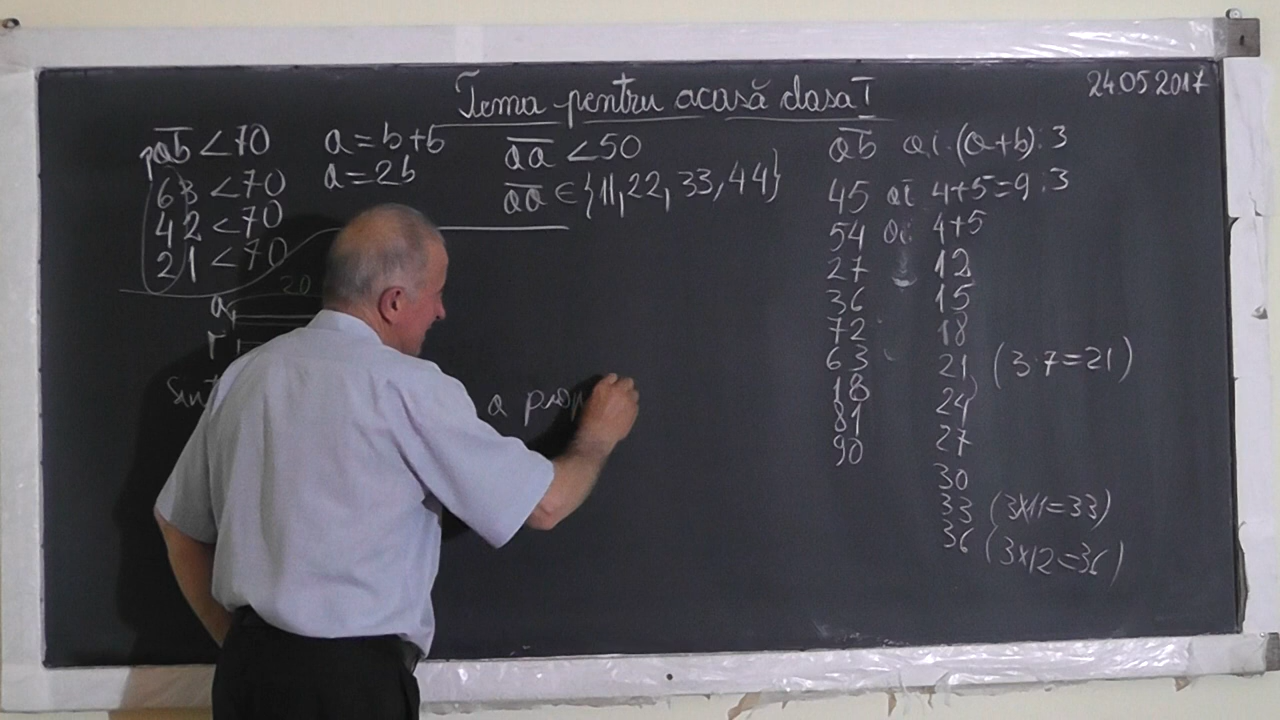 Tema pentru acasă clasa I
24 05 2017
ab < 70
63 < 70
42 < 70
21 < 70
a = b + b
a = 2b
aa < 50
aa ∈ {11, 22, 33, 44}
ab aî (a+b) : 3
45 aî 4+5=9 : 3
54 aî 4+5
27 12
36 15
72 18
63 21 (3·7=21)
18 24
81 27
90 30
33 (3x11=33)
36 (3x12=36)
20
a
r
a